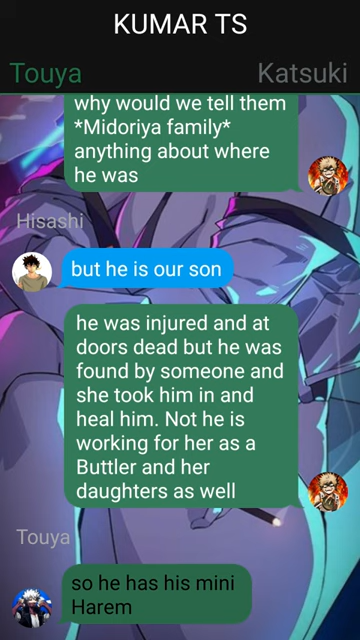 KUMAR TS
Touya Katsuki
why would we tell them
*Midoriya family*
anything about where
he was
Hisashi
but he is our son
he was injured and at
doors dead but he was
found by someone and
she took him in and
heal him. Not he is
working for her as a
Buttler and her
daughters as well
Touya
so he has his mini
Harem